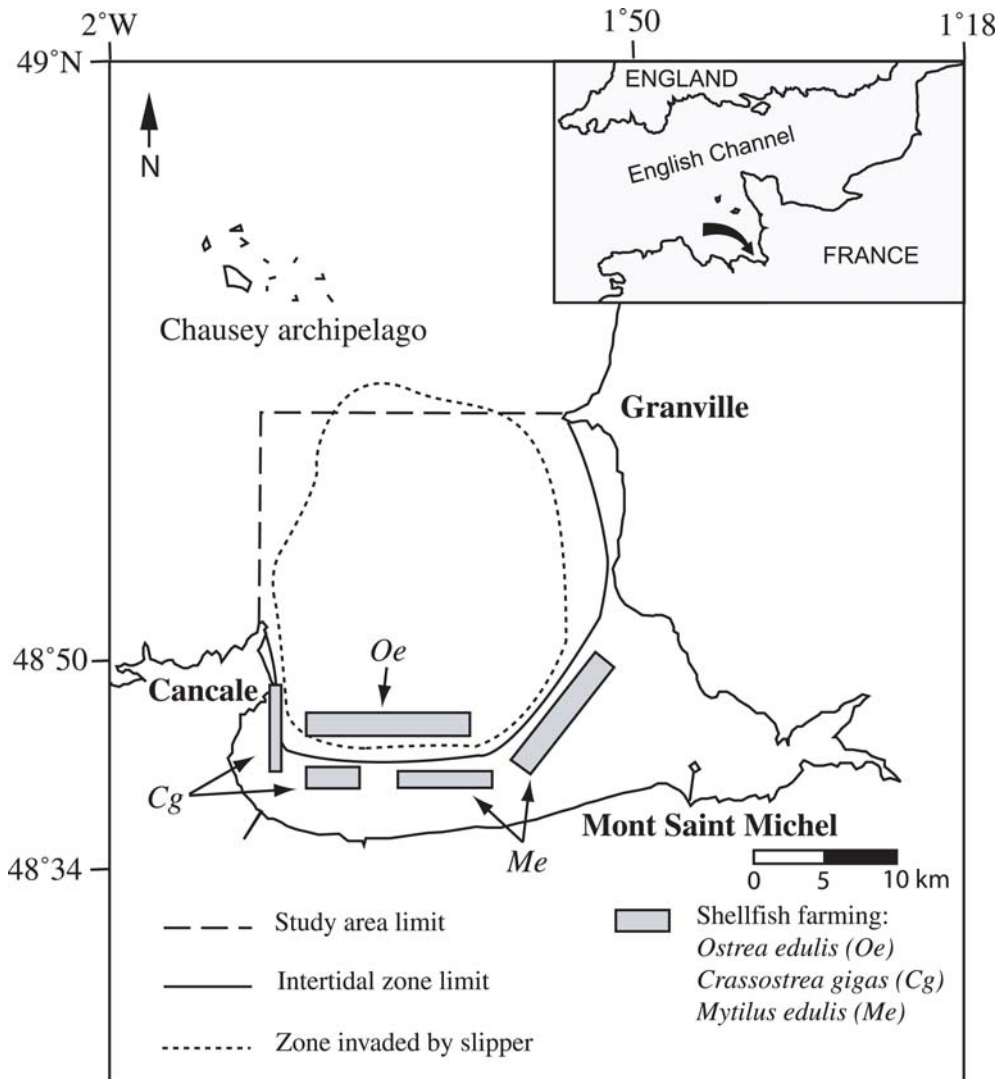 2˚W
1˚50
1˚18
49˚N
ENGLAND
English Channel
FRANCE
N
Chausey archipelago
Granville
48˚50
Oe
Cancale
Cg
Mont Saint Michel
Me
48˚34
0 5 10 km
Study area limit
Intertidal zone limit
Zone invaded by slipper
Shellfish farming:
Ostrea edulis (Oe)
Crassostrea gigas (Cg)
Mytilus edulis (Me)